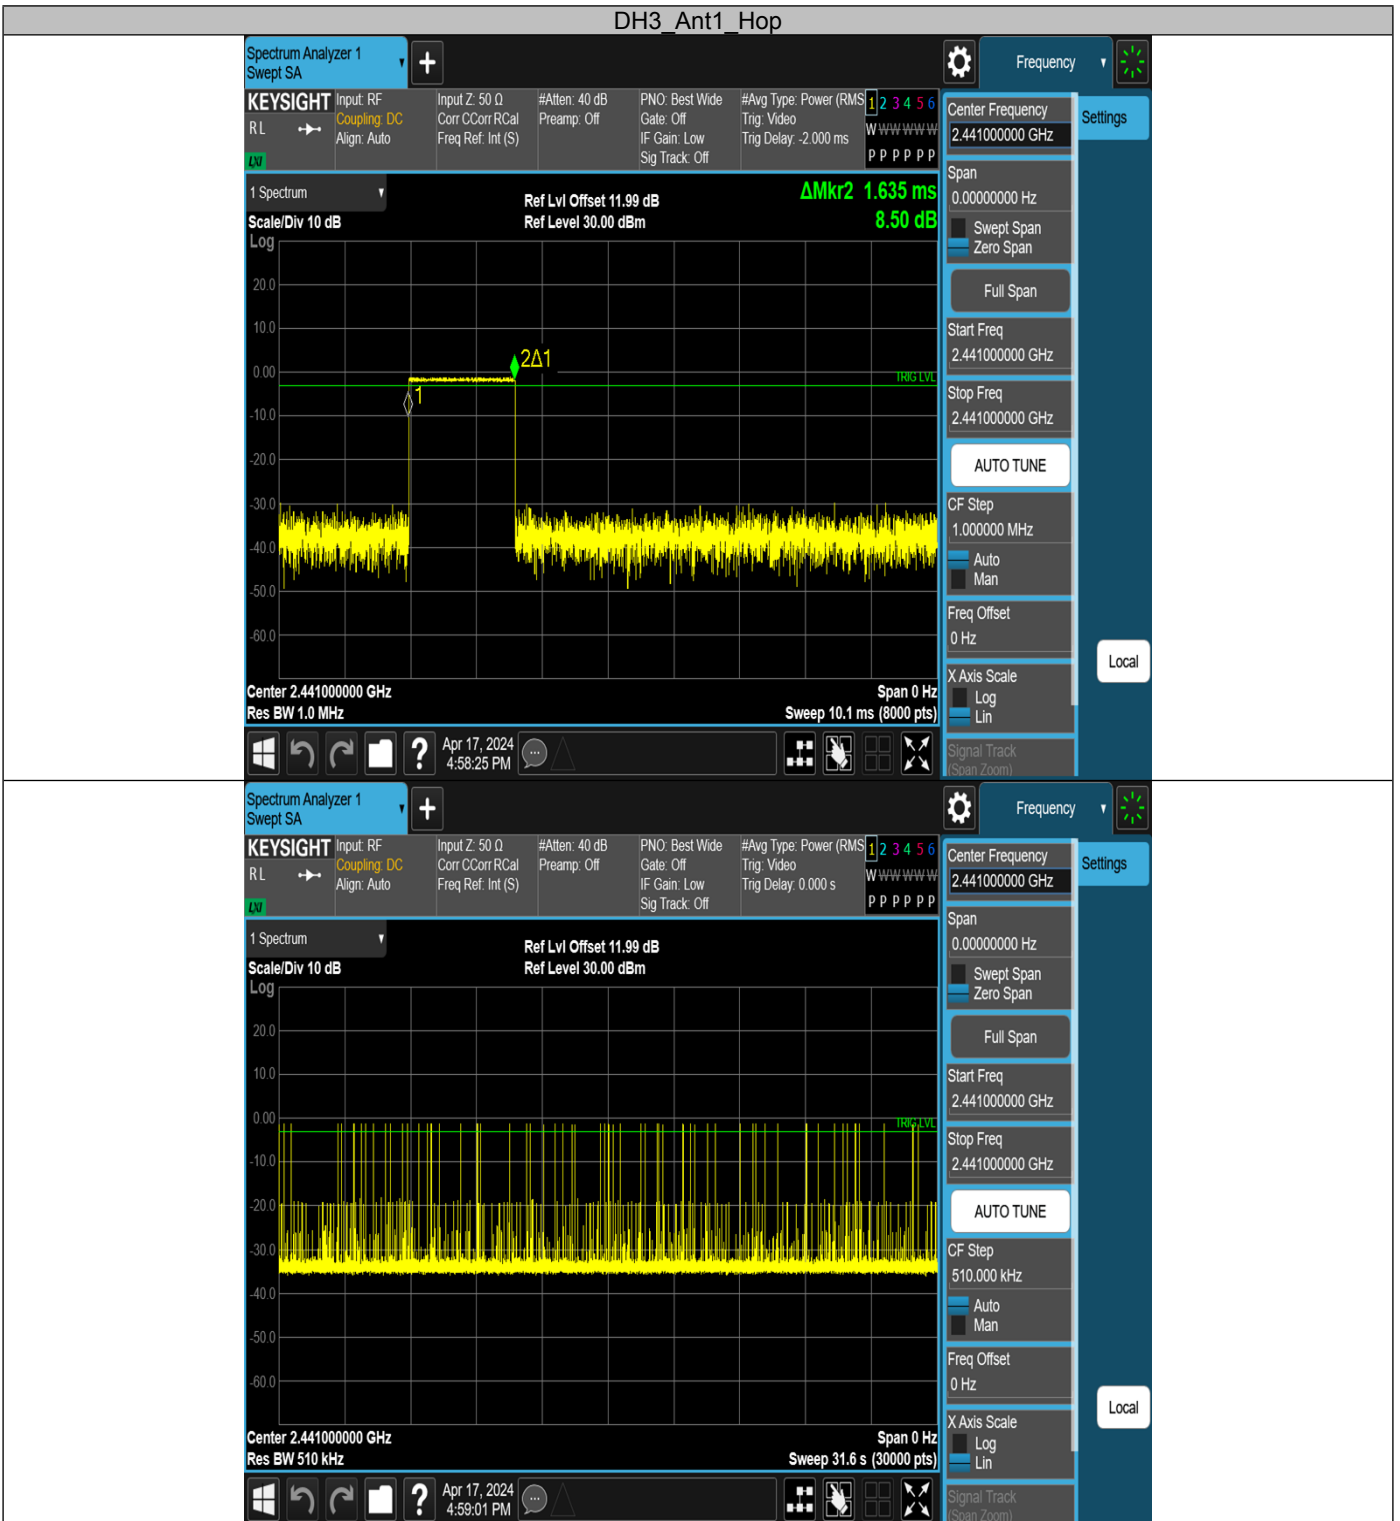 DH3_Ant1_Hop
Spectrum Analyzer 1
Swept SA
+
Frequency
KEYSIGHT
RL
LXI
Input: RF
Coupling: DC
Align: Auto
Input Z: 50 Ω
Corr CCorr RCal
Freq Ref: Int (S)
#Atten: 40 dB
Preamp: Off
PNO: Best Wide
Gate: Off
IF Gain: Low
Sig Track: Off
#Avg Type: Power (RMS
Trig: Video
Trig Delay: -2.000 ms
1 2 3 4 5 6
W W W W W W
P P P P P P
Center Frequency
2.441000000 GHz
Settings
Span
0.00000000 Hz
Swept Span
Zero Span
Full Span
Start Freq
2.441000000 GHz
Stop Freq
2.441000000 GHz
AUTO TUNE
CF Step
1.000000 MHz
Auto
Man
Freq Offset
0 Hz
X Axis Scale
Log
Lin
Signal Track
(Span Zoom)
Local
1 Spectrum
Scale/Div 10 dB
Log
Ref Lvl Offset 11.99 dB
Ref Level 30.00 dBm
ΔMkr2 1.635 ms
8.50 dB
20.0
10.0
0.00
-10.0
-20.0
-30.0
-40.0
-50.0
-60.0
2Δ1
1
TRIG LVL
Center 2.441000000 GHz
Res BW 1.0 MHz
Span 0 Hz
Sweep 10.1 ms (8000 pts)
?
Apr 17, 2024
4:58:25 PM
Spectrum Analyzer 1
Swept SA
+
Frequency
KEYSIGHT
RL
LXI
Input: RF
Coupling: DC
Align: Auto
Input Z: 50 Ω
Corr CCorr RCal
Freq Ref: Int (S)
#Atten: 40 dB
Preamp: Off
PNO: Best Wide
Gate: Off
IF Gain: Low
Sig Track: Off
#Avg Type: Power (RMS
Trig: Video
Trig Delay: 0.000 s
1 2 3 4 5 6
W W W W W W
P P P P P P
Center Frequency
2.441000000 GHz
Settings
Span
0.00000000 Hz
Swept Span
Zero Span
Full Span
Start Freq
2.441000000 GHz
Stop Freq
2.441000000 GHz
AUTO TUNE
CF Step
510.000 kHz
Auto
Man
Freq Offset
0 Hz
X Axis Scale
Log
Lin
Signal Track
(Span Zoom)
Local
1 Spectrum
Scale/Div 10 dB
Log
Ref Lvl Offset 11.99 dB
Ref Level 30.00 dBm
20.0
10.0
0.00
-10.0
-20.0
-30.0
-40.0
-50.0
-60.0
TRIG LVL
Center 2.441000000 GHz
Res BW 510 kHz
Span 0 Hz
Sweep 31.6 s (30000 pts)
?
Apr 17, 2024
4:59:01 PM